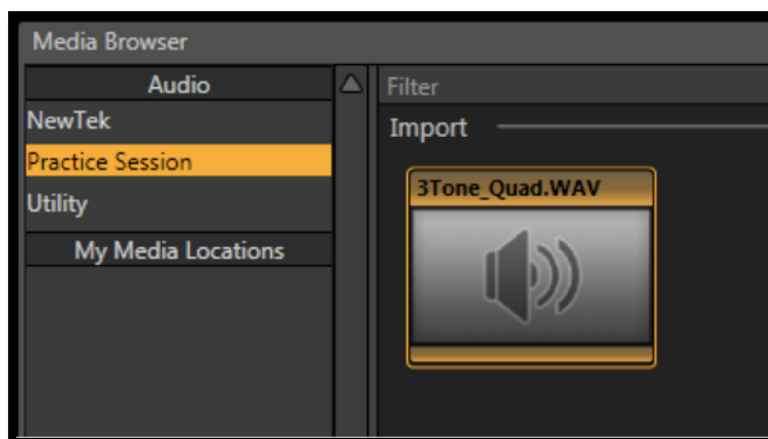 Media Browser
Audio
NewTek
Practice Session
Utility
My Media Locations
Filter
Import
3Tone_Quad.WAV